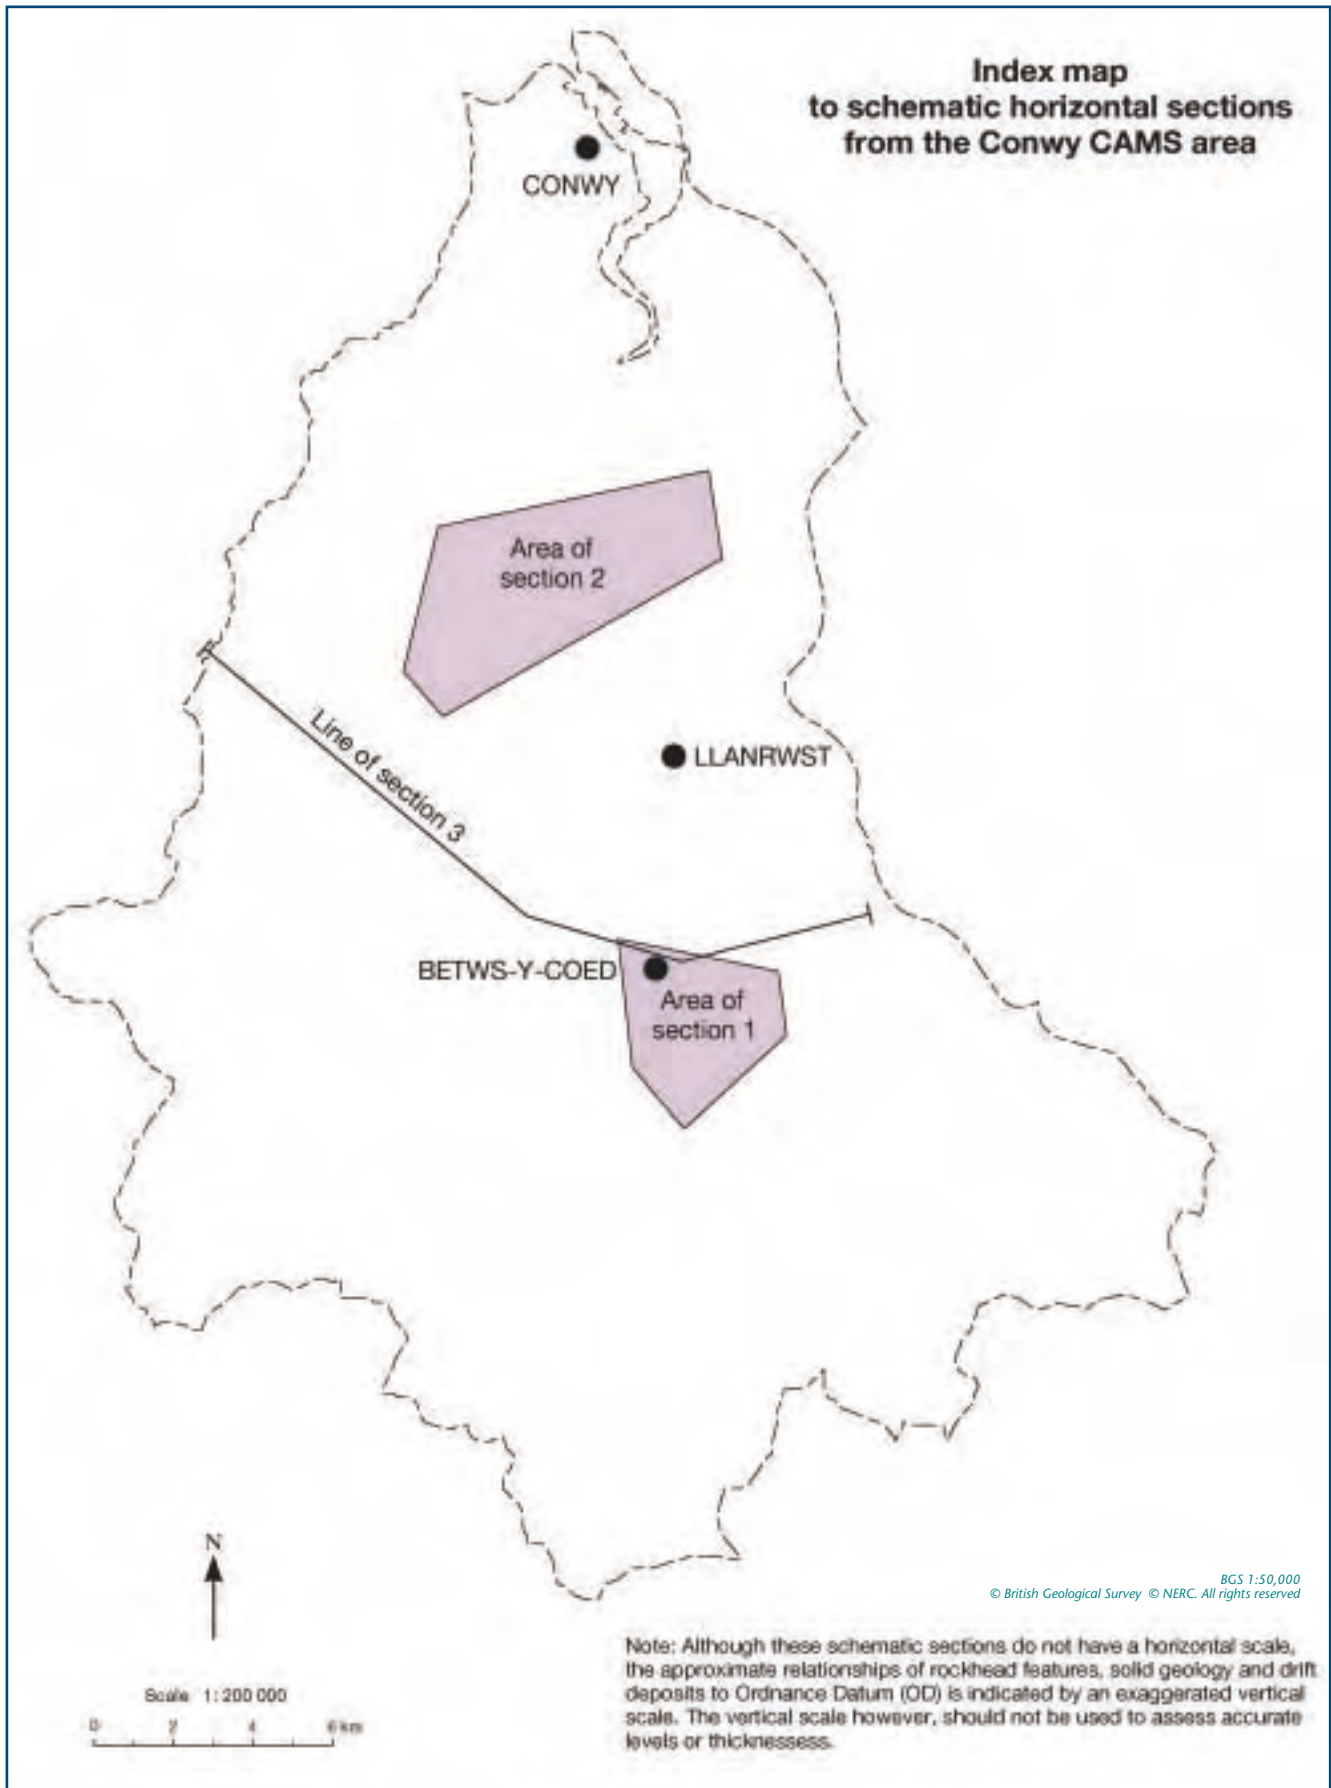 Index map
to schematic horizontal sections
from the Conwy CAMS area
CONWY
Area of
section 2
Line of section 3
LLANRWST
BETWS-Y-COED
Area of
section 1
N
BGS 1:50,000
© British Geological Survey © NERC. All rights reserved
Scale 1:200 000
0 2 4 6 km
Note: Although these schematic sections do not have a horizontal scale,
the approximate relationships of rockhead features, solid geology and drift
deposits to Ordnance Datum (OD) is indicated by an exaggerated vertical
scale. The vertical scale however, should not be used to assess accurate
levels or thicknessess.